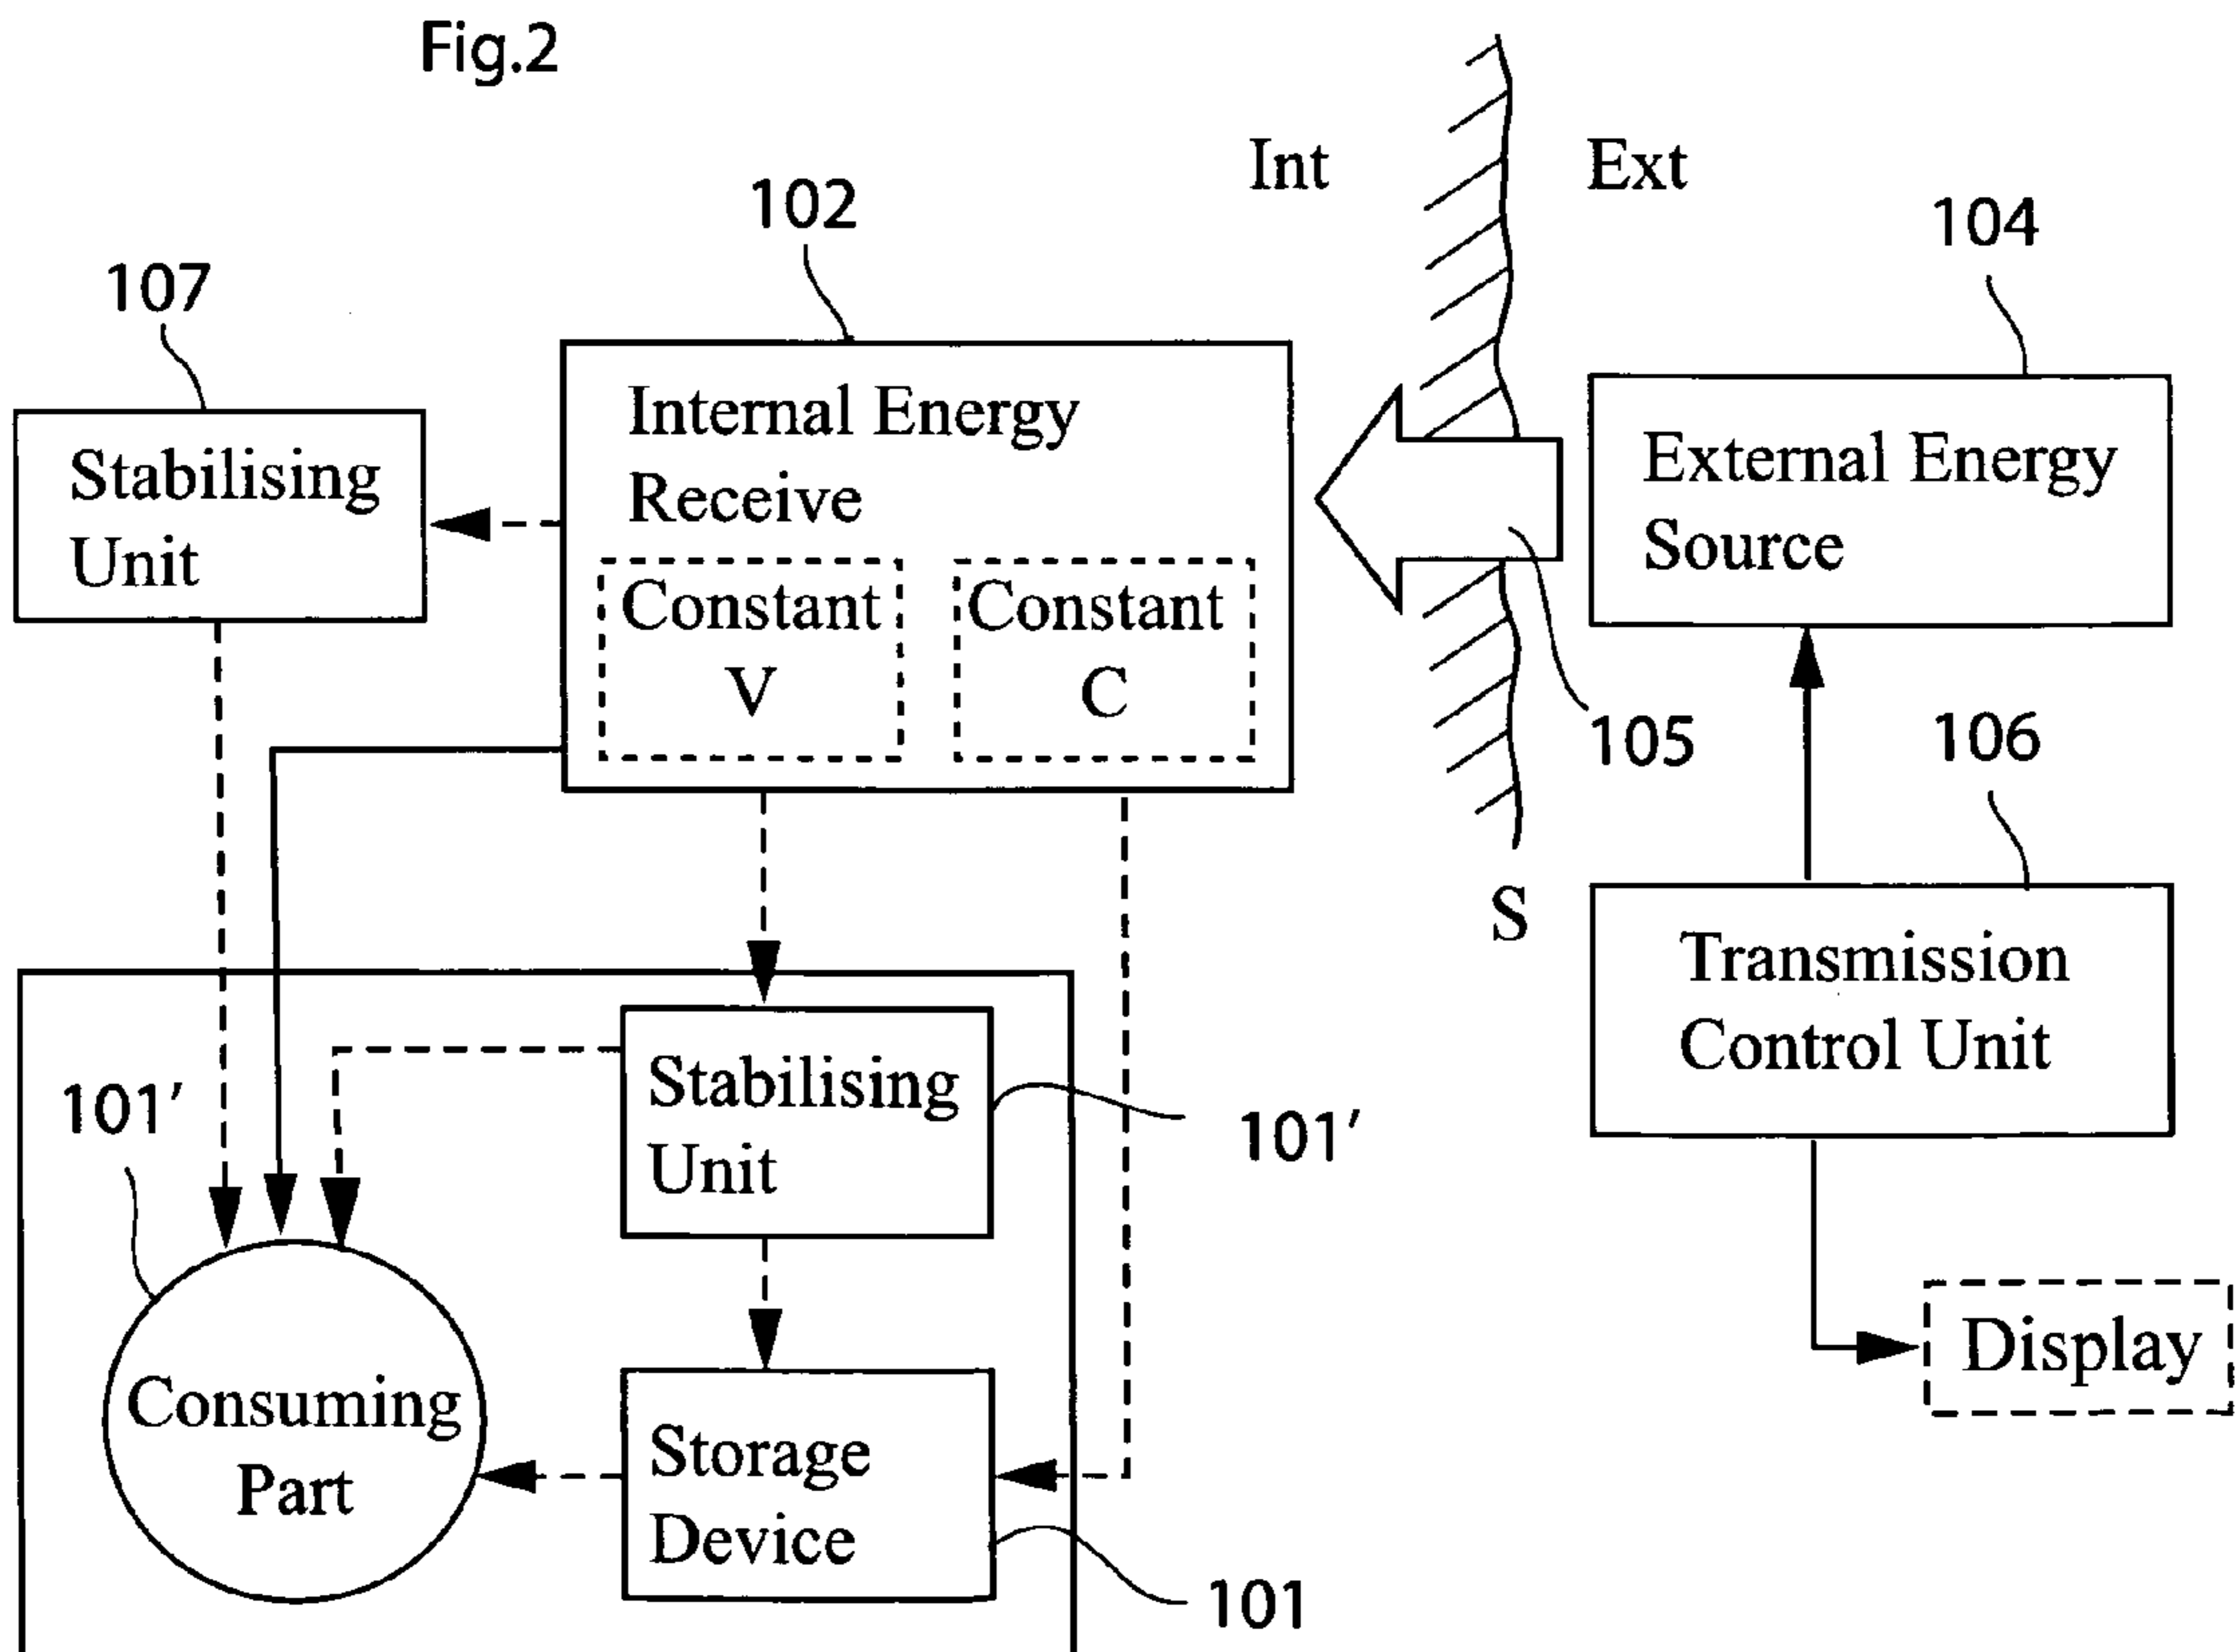 Fig.2
Int
Ext
102
104
107
Internal Energy
Receive
External Energy
Source
Stabilising
Unit
Constant
V
Constant
C
105
106
S
Transmission
Control Unit
101'
Stabilising
Unit
101'
Display
Consuming
Part
Storage
Device
101